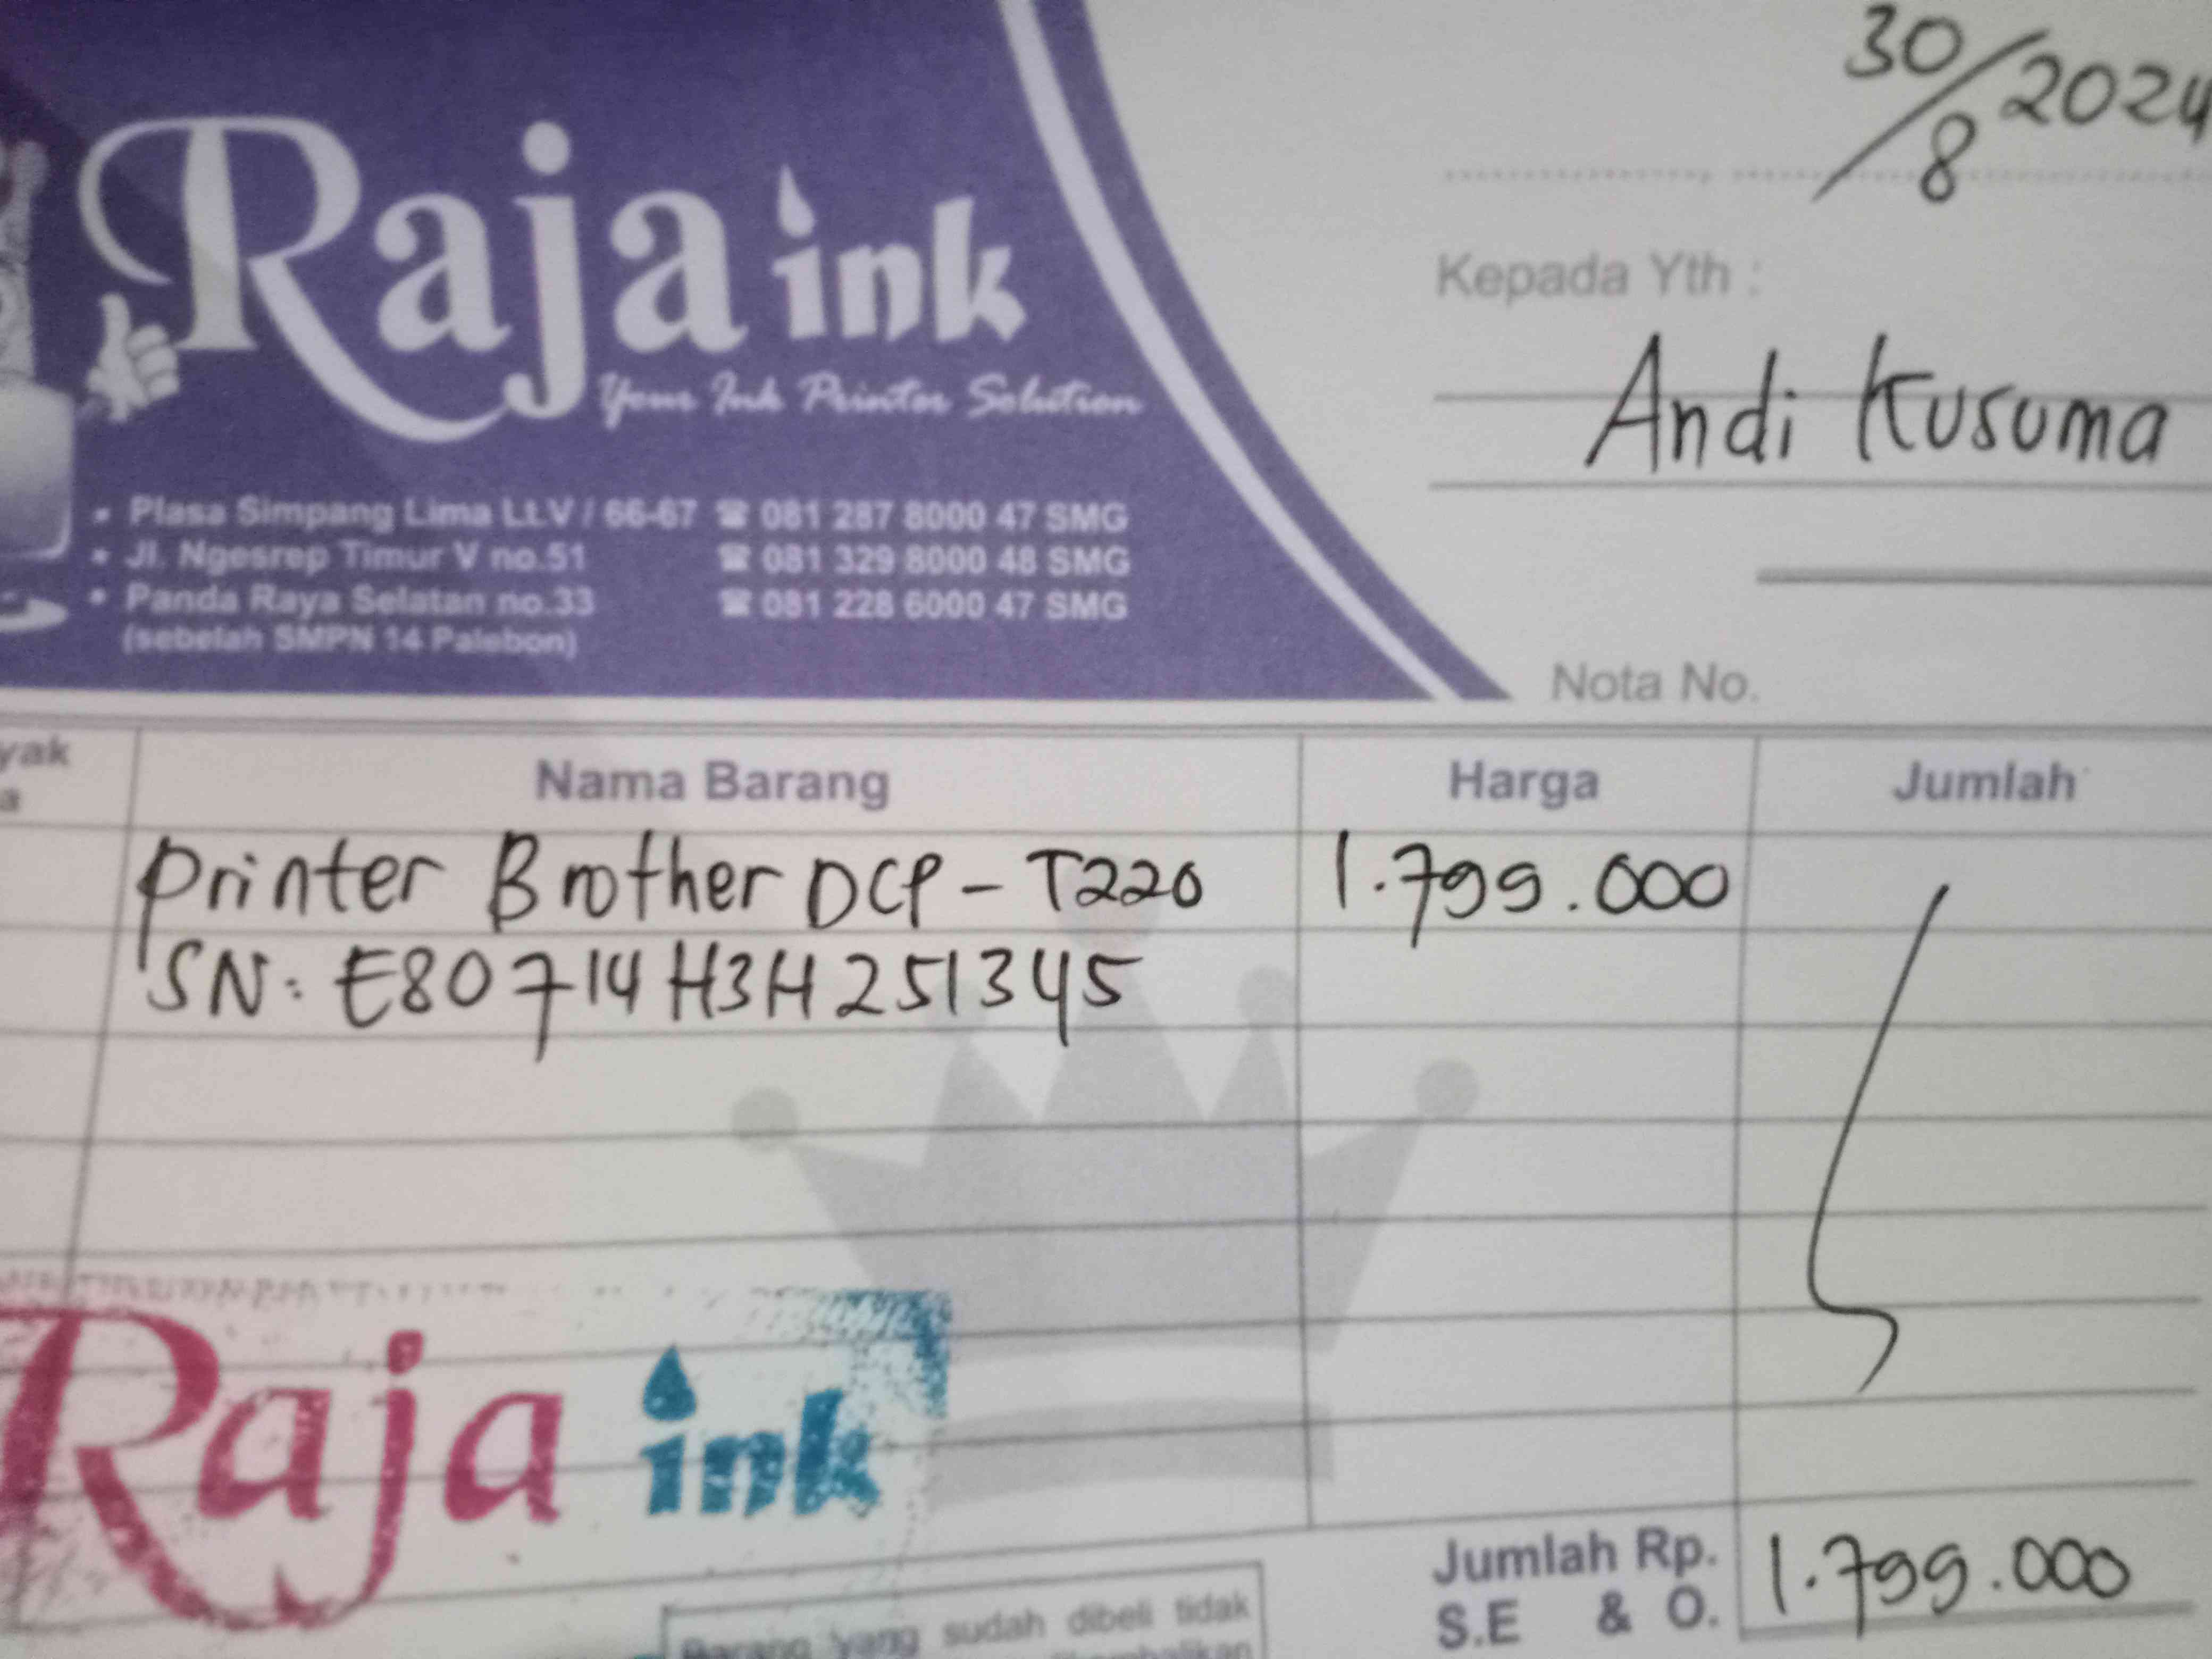 Raja ink
Your Ink Printer Solution
• Plasa Simpang Lima Lt.V / 66-67 ☎ 081 287 8000 47 SMG
• Jl. Ngesrep Timur V no.51 ☎ 081 329 8000 48 SMG
• Panda Raya Selatan no.33 ☎ 081 228 6000 47 SMG
(sebelah SMPN 14 Palebon)
30/8 2024
Kepada Yth :
Andi Kusuma
Nota No.
yak
a
Nama Barang Harga Jumlah
Printer Brother DCP - T220 1.799.000
SN: E80714H3H251345
Raja ink
Jumlah Rp. 1.799.000
S.E & O.
Barang yang sudah dibeli tidak